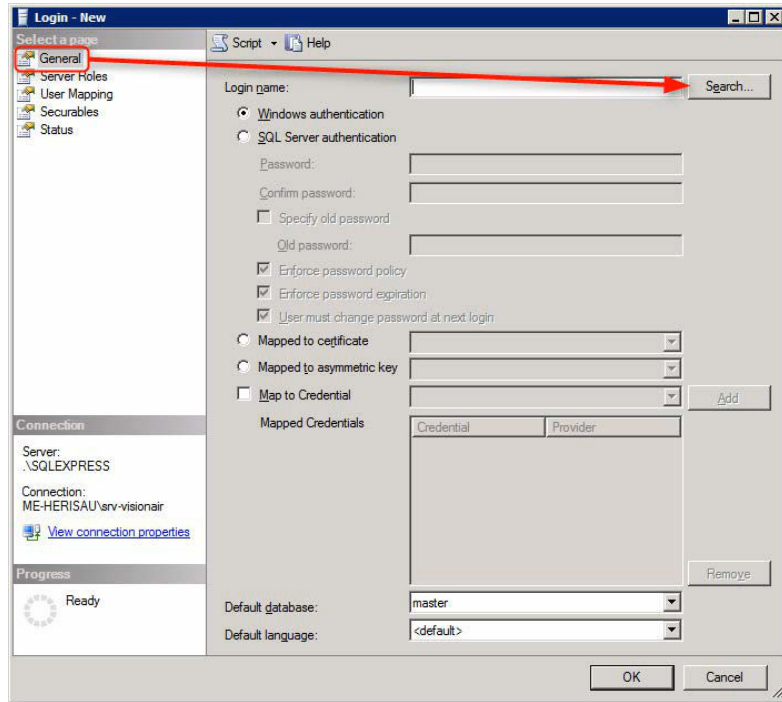 Login - New
Select a page
General
Server Roles
User Mapping
Securables
Status
Script
Help
Login name:
Search...
Windows authentication
SQL Server authentication
Password:
Confirm password:
Specify old password
Old password:
Enforce password policy
Enforce password expiration
User must change password at next login
Mapped to certificate
Mapped to asymmetric key
Map to Credential
Add
Mapped Credentials
Credential
Provider
Remove
Default database:
master
Default language:
<default>
Connection
Server:
.\SQLEXPRESS
Connection:
ME-HERISAU\srv-visionair
View connection properties
Progress
Ready
OK
Cancel